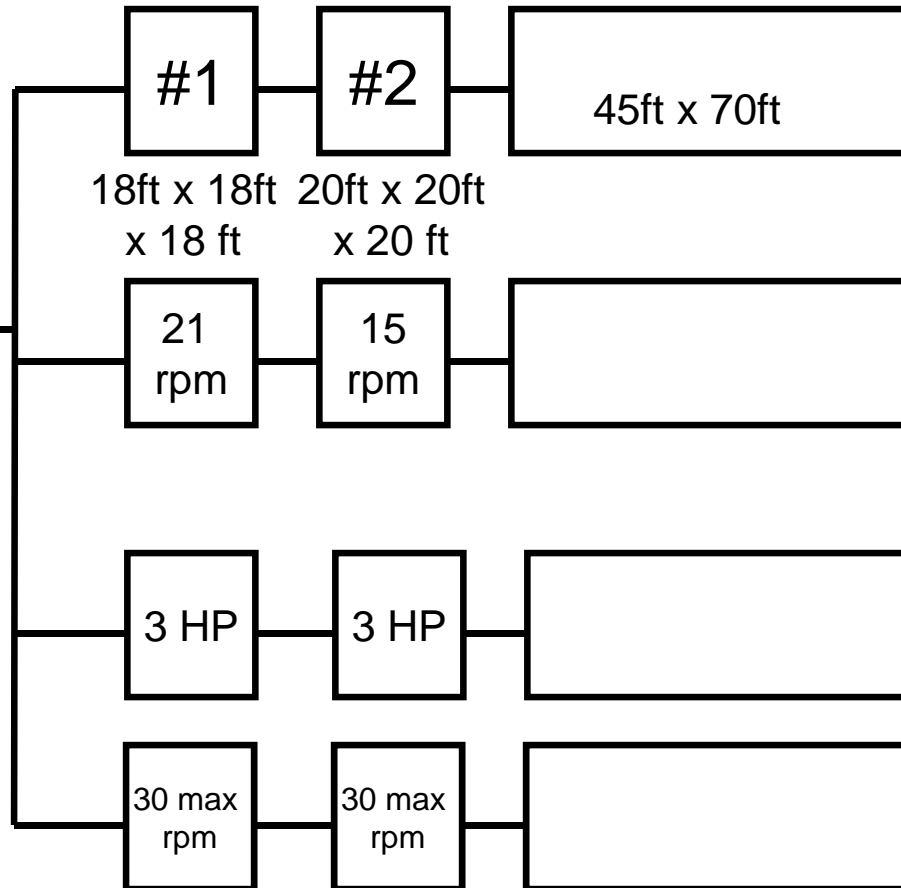 #1 #2
45ft x 70ft
18ft x 18ft 20ft x 20ft
x 18 ft x 20 ft
21 15
rpm rpm
3 HP 3 HP
30 max 30 max
rpm rpm